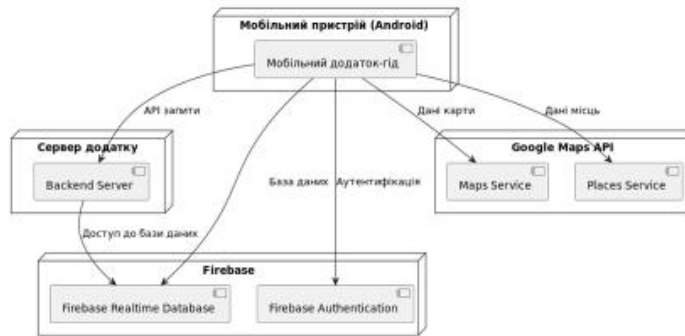 Мобільний пристрій (Android)
Мобільний додаток-гід
API запити
Дані карти
Дані місць
Сервер додатку
Backend Server
Google Maps API
Maps Service
Places Service
База даних
Аутентифікація
Доступ до бази даних
Firebase
Firebase Realtime Database
Firebase Authentication